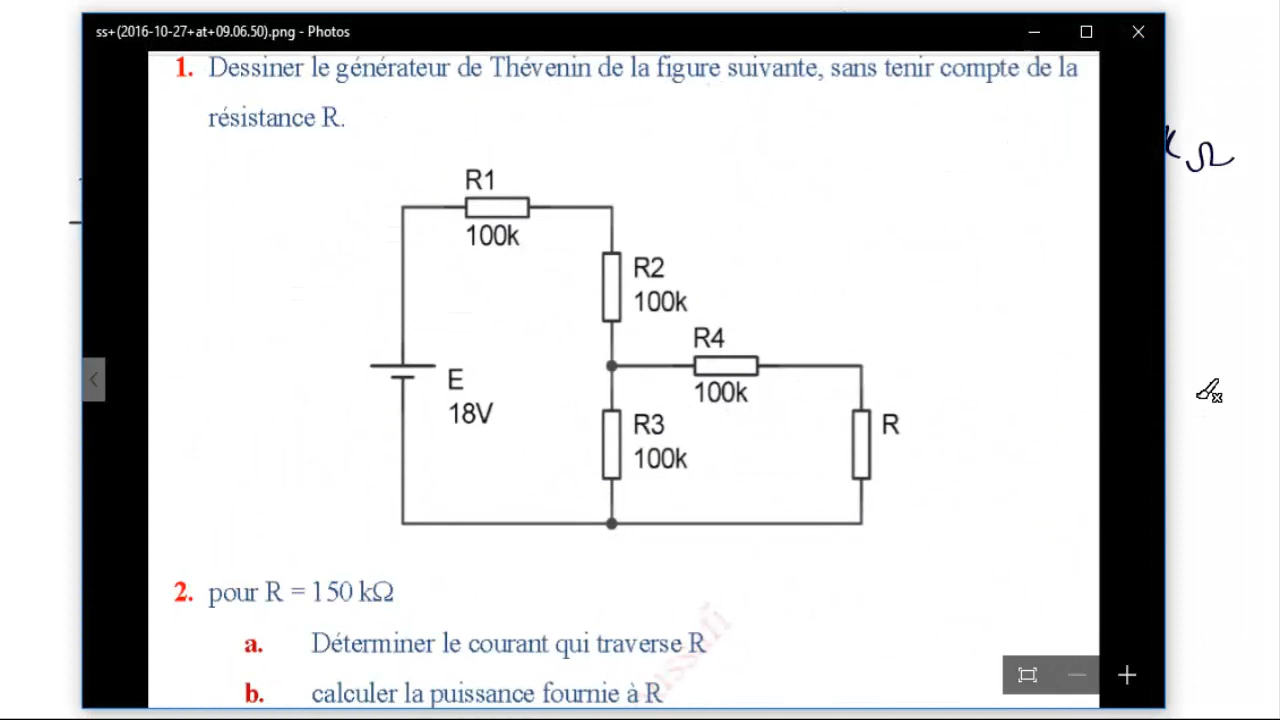 ss+(2016-10-27+at+09.06.50).png - Photos
1. Dessiner le générateur de Thévenin de la figure suivante, sans tenir compte de la
résistance R.
kΩ
R1
100k
R2
100k
R4
100k
E
18V
R3
100k
R
2. pour R = 150 kΩ
a. Déterminer le courant qui traverse R
b. calculer la puissance fournie à R